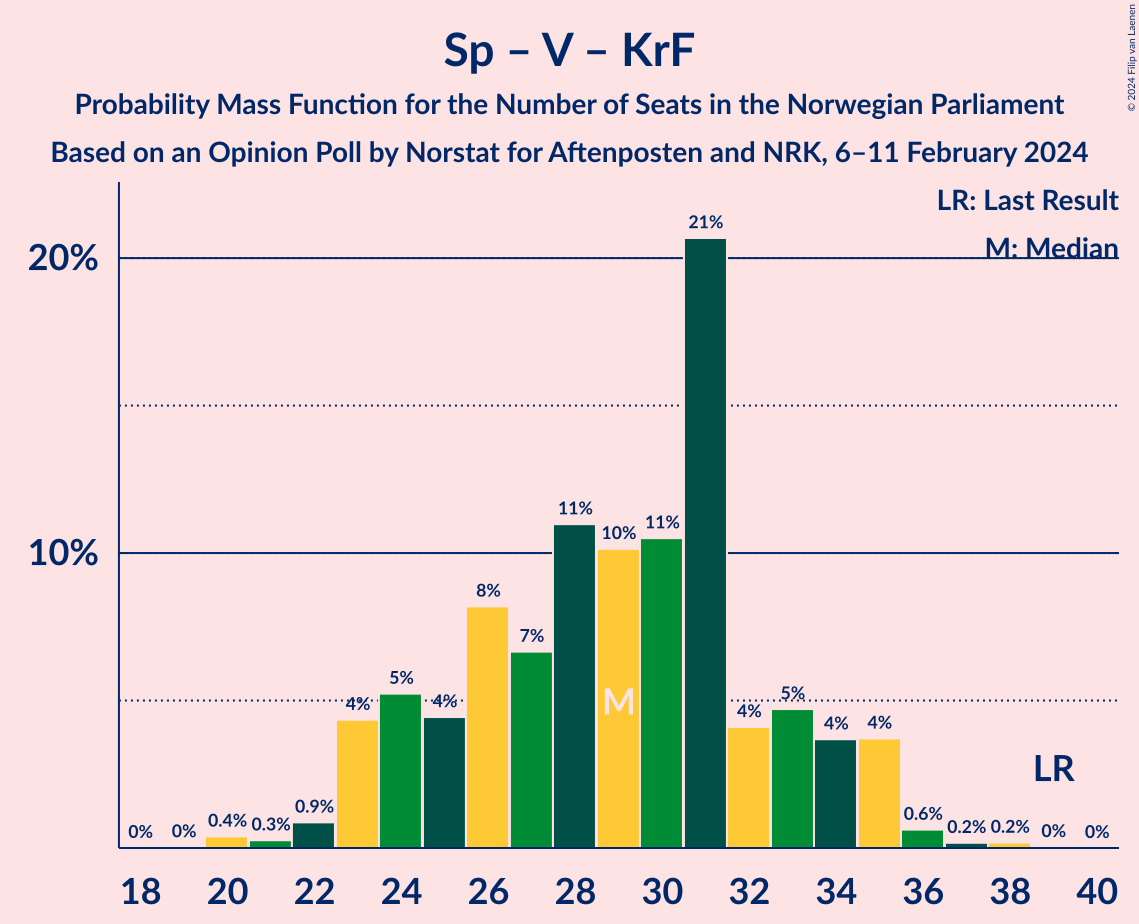 Sp – V – KrF
Probability Mass Function for the Number of Seats in the Norwegian Parliament
Based on an Opinion Poll by Norstat for Aftenposten and NRK, 6–11 February 2024
© 2024 Filip van Laenen
LR: Last Result
M: Median
20%
10%
0%
0%
0.4%
0.3%
0.9%
4%
5%
4%
8%
7%
11%
10%
11%
21%
4%
5%
4%
4%
0.6%
0.2%
0.2%
0%
0%
M
LR
18 20 22 24 26 28 30 32 34 36 38 40